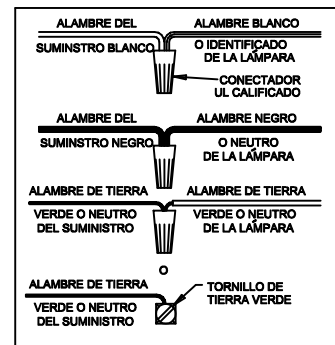 ALAMBRE DEL
SUMINSTRO BLANCO
ALAMBRE BLANCO
O IDENTIFICADO
DE LA LÁMPARA
CONECTADOR
UL CALIFICADO
ALAMBRE DEL
SUMINSTRO NEGRO
ALAMBRE NEGRO
O NEUTRO
DE LA LÁMPARA
ALAMBRE DE TIERRA
VERDE O NEUTRO
DEL SUMINISTRO
ALAMBRE DE TIERRA
VERDE O NEUTRO
DE LA LÁMPARA
O
ALAMBRE DE TIERRA
VERDE O NEUTRO
DEL SUMINISTRO
TORNILLO DE
TIERRA VERDE